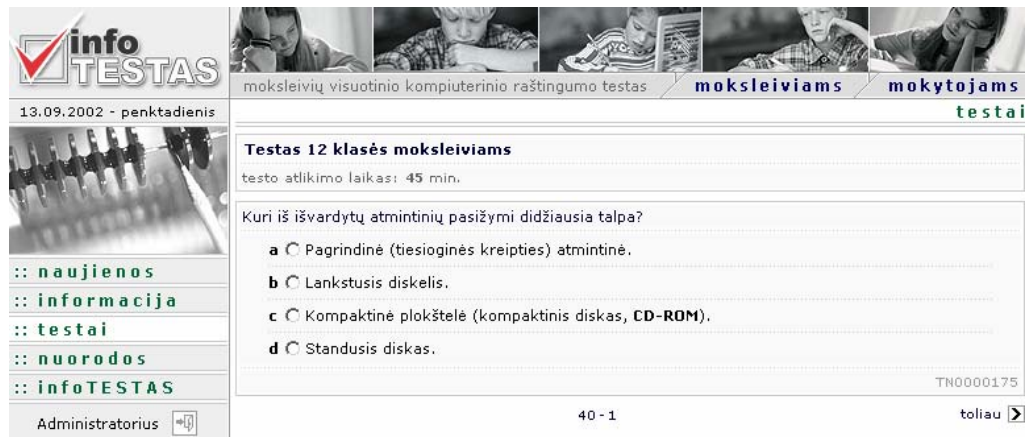 info
TESTAS
moksleivių visuotinio kompiuterinio raštingumo testas
moksleiviams
mokytojams
13.09.2002 - penktadienis
testai
Testas 12 klasės moksleiviams
testo atlikimo laikas: 45 min.
Kuri iš išvardytų atmintinių pasižymi didžiausia talpa?
a Pagrindinė (tiesioginės kreipties) atmintinė.
b Lankstusis diskelis.
c Kompaktinė plokštelė (kompaktinis diskas, CD-ROM).
d Standusis diskas.
TN0000175
:: naujienos
:: informacija
:: testai
:: nuorodos
:: infoTESTAS
Administratorius
40 - 1
toliau